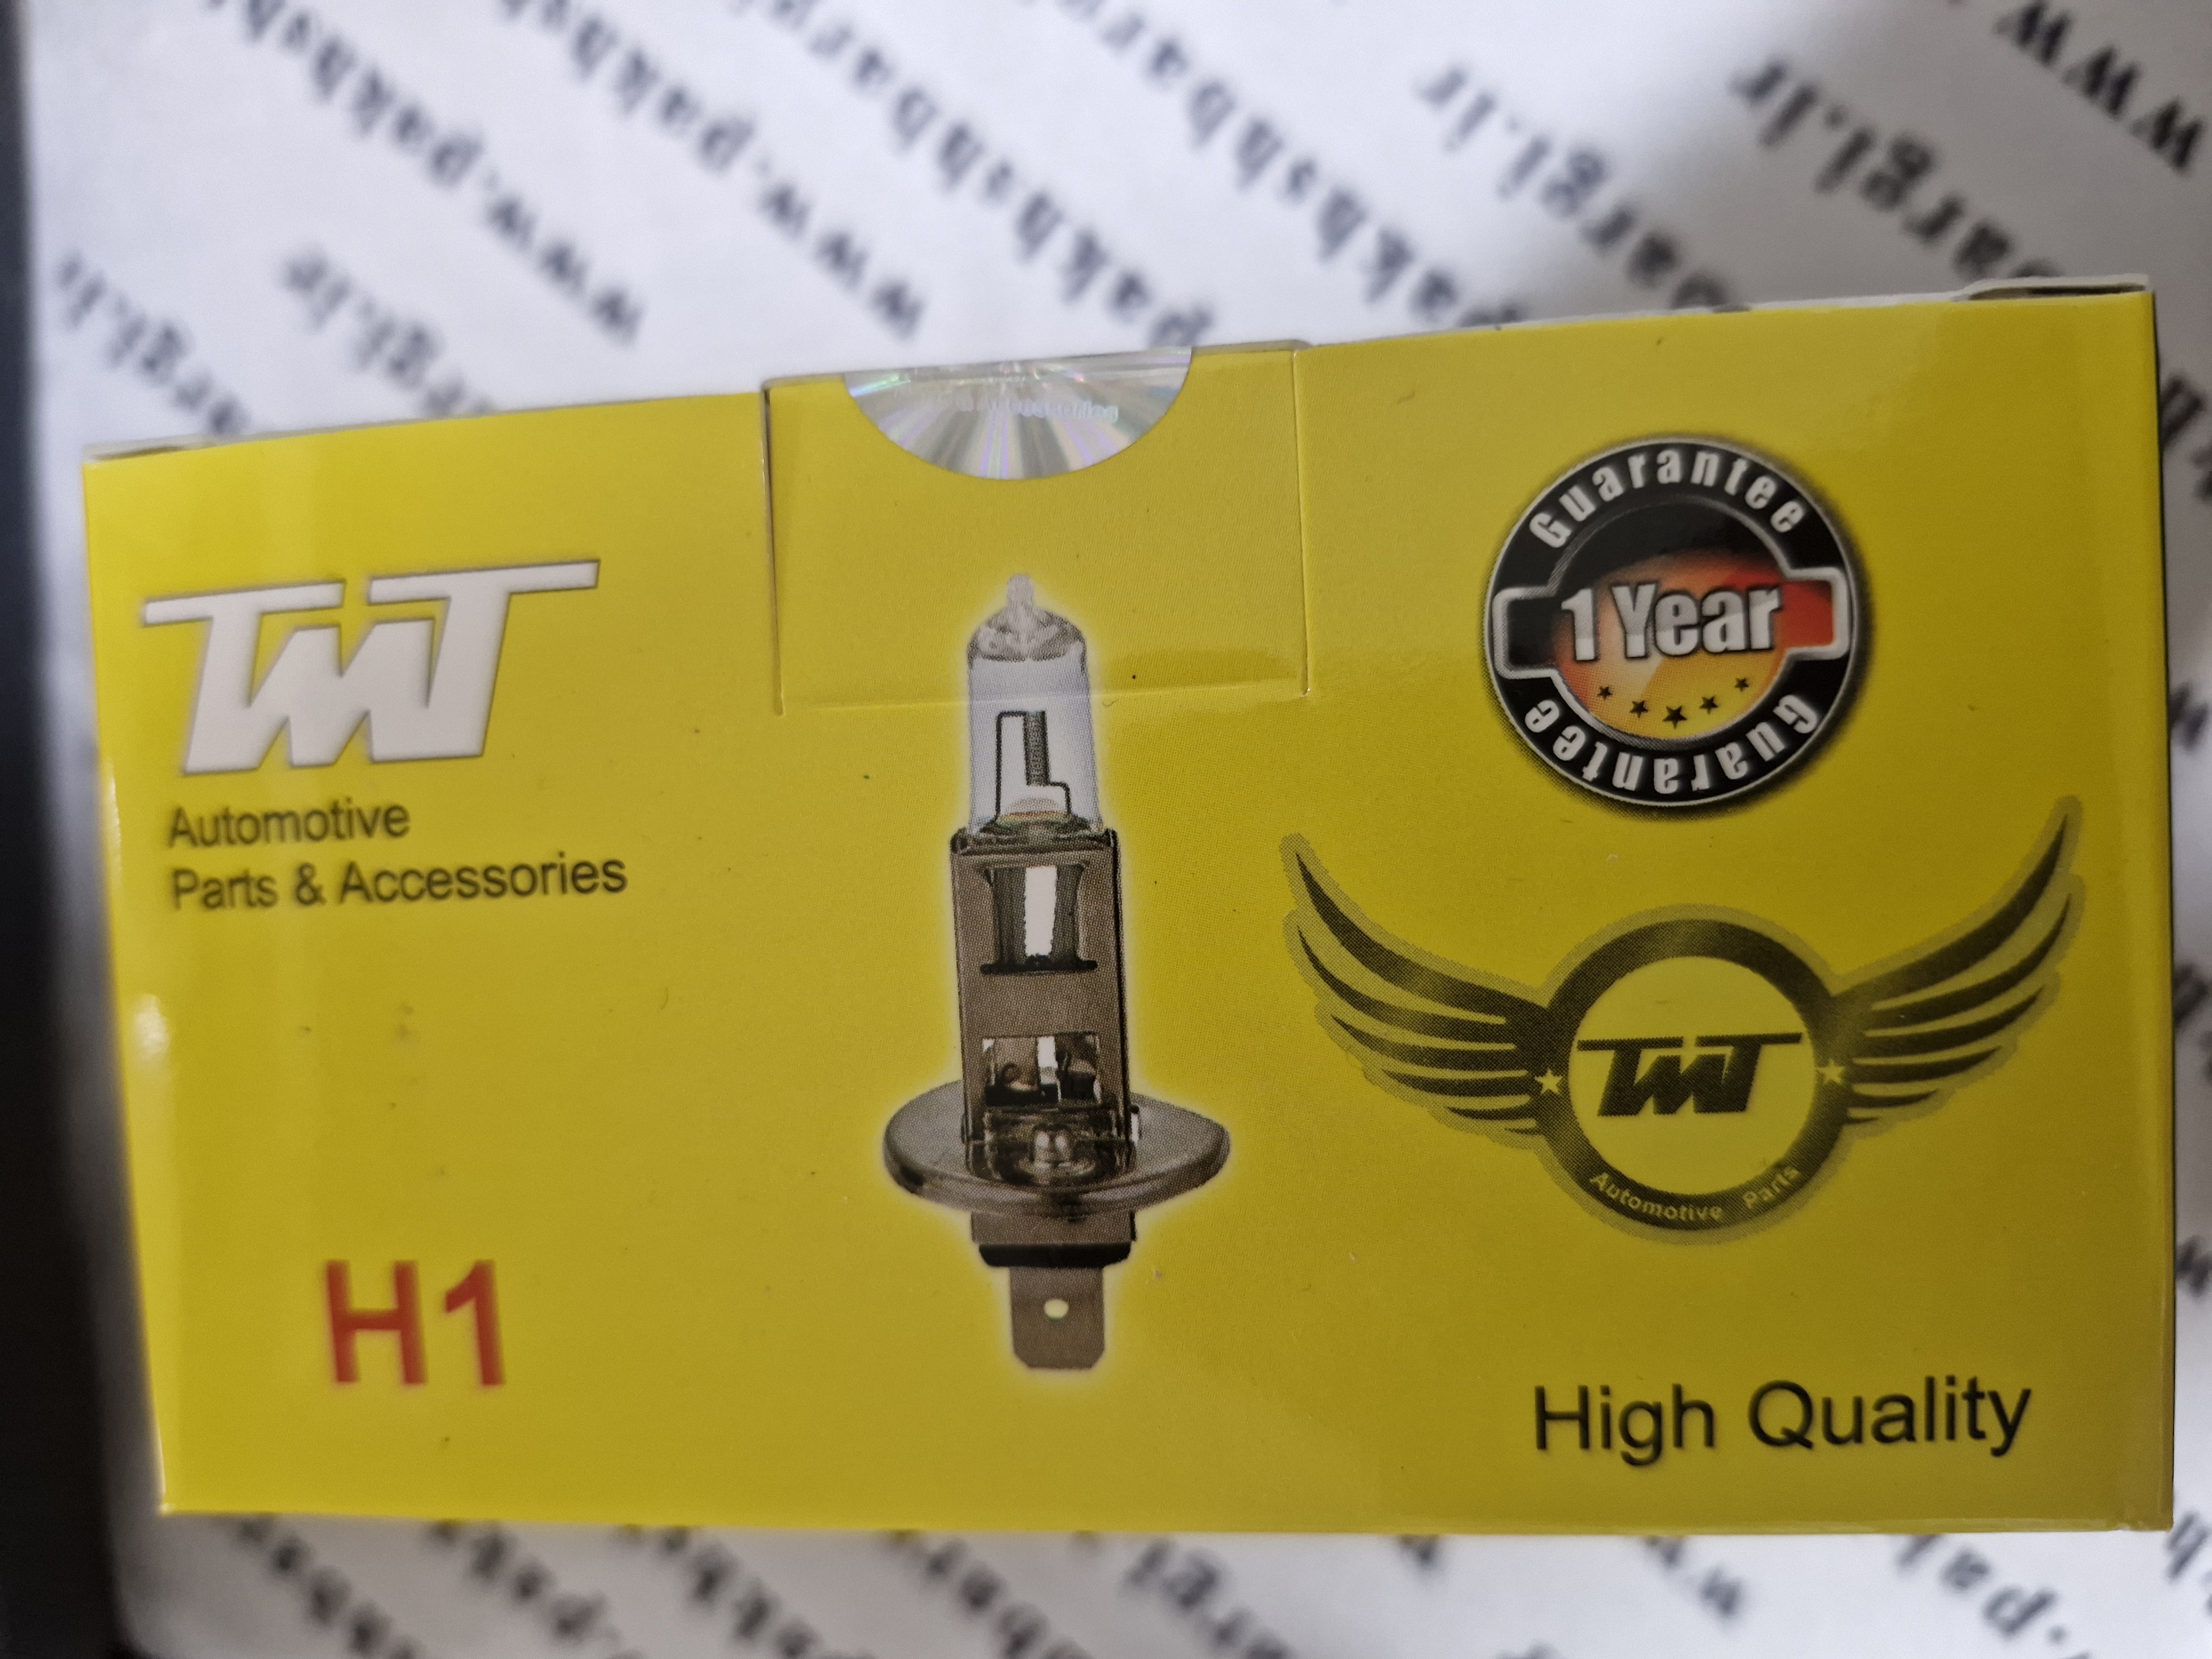 TMT
Automotive
Parts & Accessories
H1
Guarantee
1 Year
Guarantee
TMT
Automotive Parts
High Quality